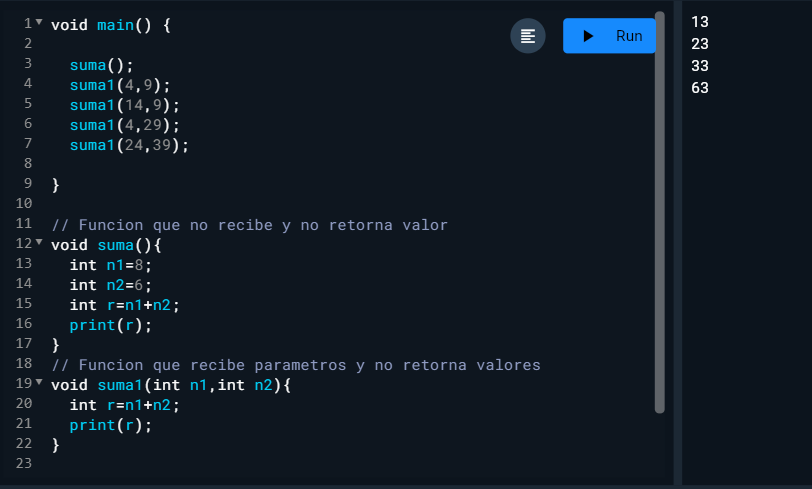 1 void main() {
2
3 suma();
4 suma1(4,9);
5 suma1(14,9);
6 suma1(4,29);
7 suma1(24,39);
8
9 }
10
11 // Funcion que no recibe y no retorna valor
12 void suma(){
13 int n1=8;
14 int n2=6;
15 int r=n1+n2;
16 print(r);
17 }
18 // Funcion que recibe parametros y no retorna valores
19 void suma1(int n1,int n2){
20 int r=n1+n2;
21 print(r);
22 }
23
Run
13
23
33
63